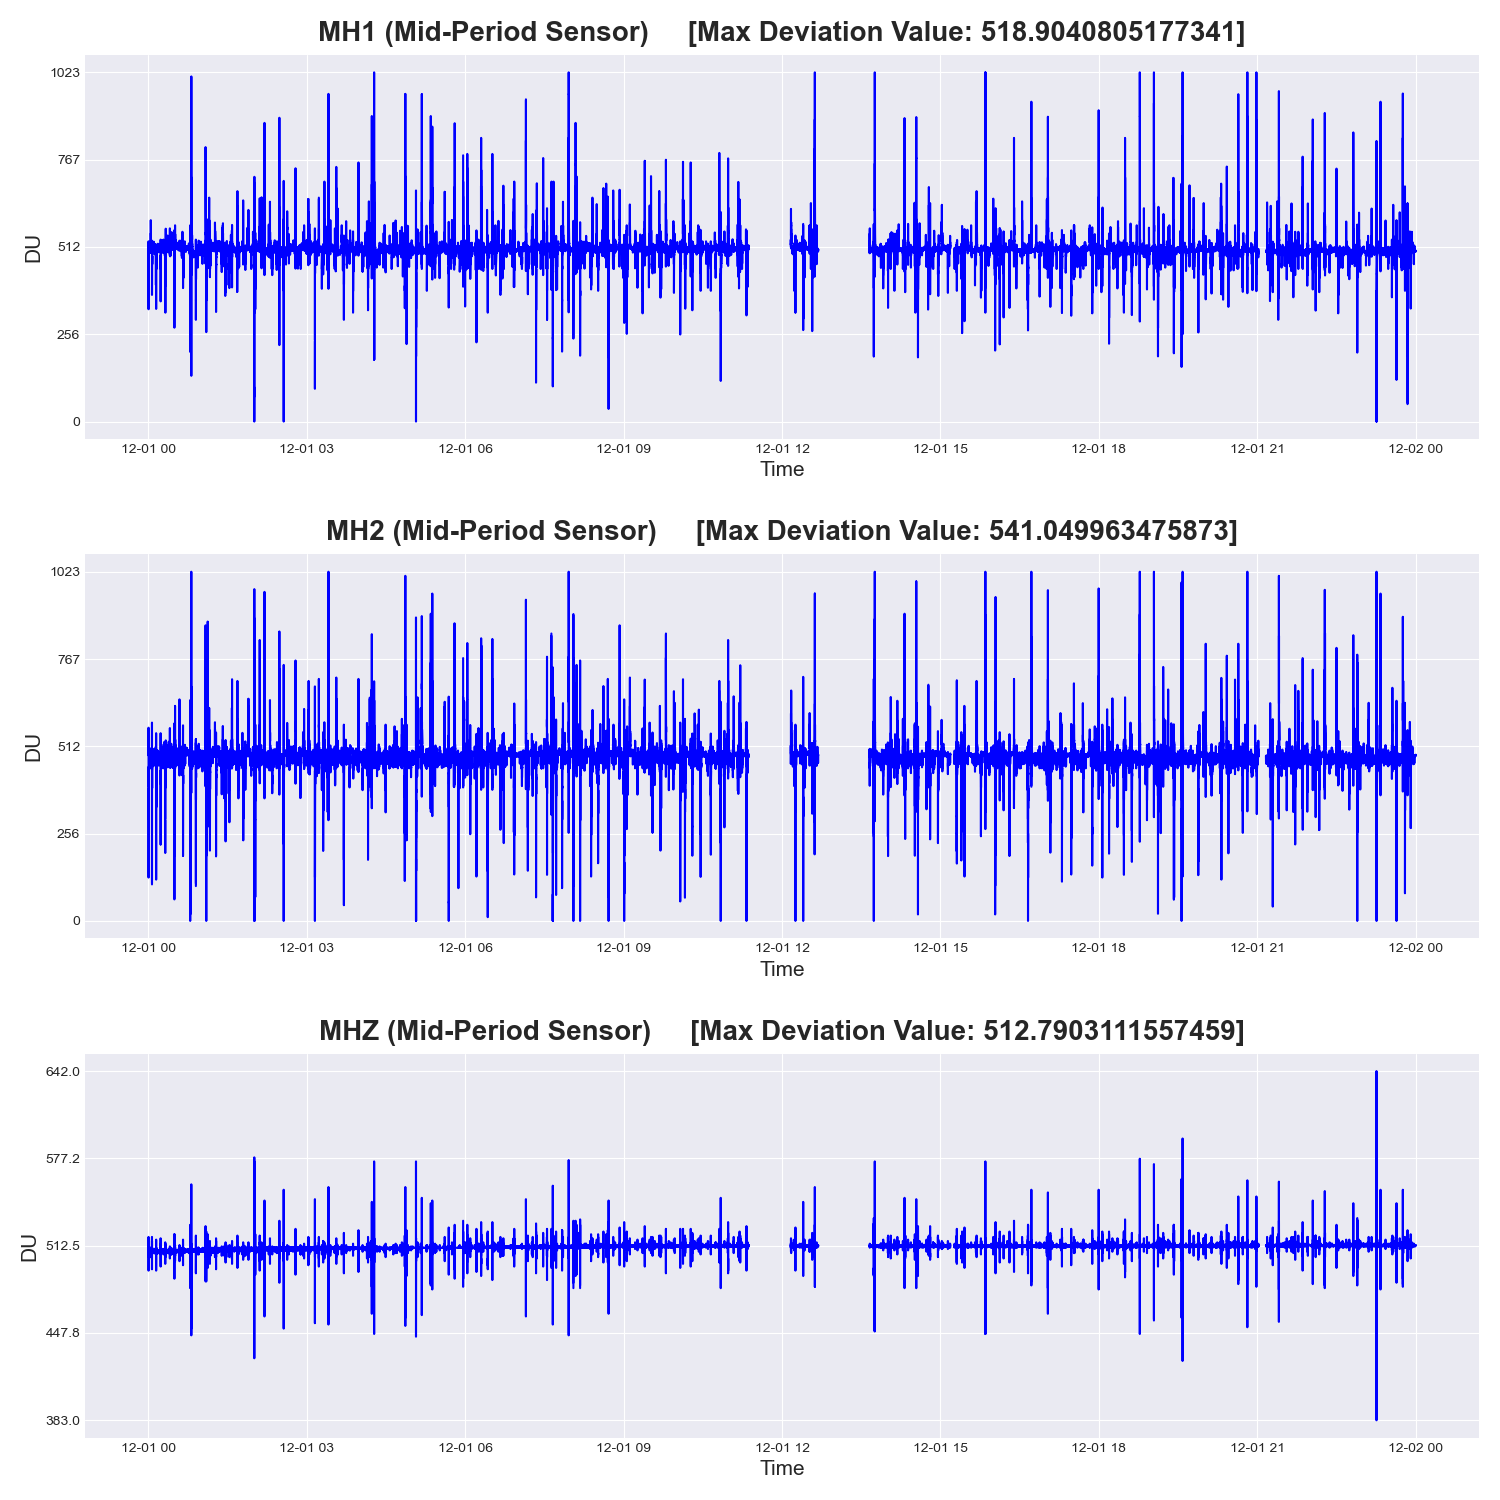 MH1 (Mid-Period Sensor) [Max Deviation Value: 518.9040805177341]
1023
767
512
256
0
DU
12-01 00 12-01 03 12-01 06 12-01 09 12-01 12 12-01 15 12-01 18 12-01 21 12-02 00
Time
MH2 (Mid-Period Sensor) [Max Deviation Value: 541.049963475873]
1023
767
512
256
0
DU
12-01 00 12-01 03 12-01 06 12-01 09 12-01 12 12-01 15 12-01 18 12-01 21 12-02 00
Time
MHZ (Mid-Period Sensor) [Max Deviation Value: 512.7903111557459]
642.0
577.2
512.5
447.8
383.0
DU
12-01 00 12-01 03 12-01 06 12-01 09 12-01 12 12-01 15 12-01 18 12-01 21 12-02 00
Time